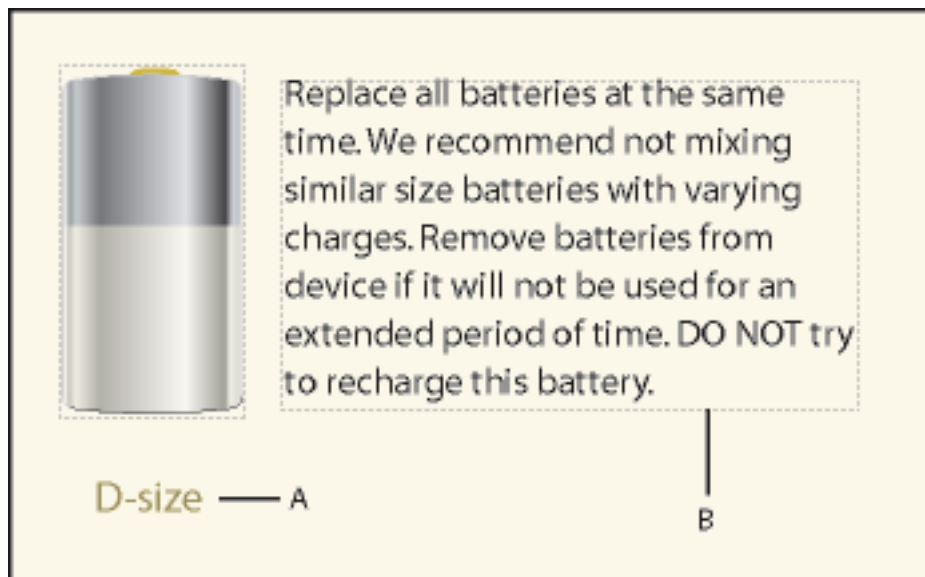 Replace all batteries at the same
time. We recommend not mixing
similar size batteries with varying
charges. Remove batteries from
device if it will not be used for an
extended period of time. DO NOT try
to recharge this battery.
D-size
A
B